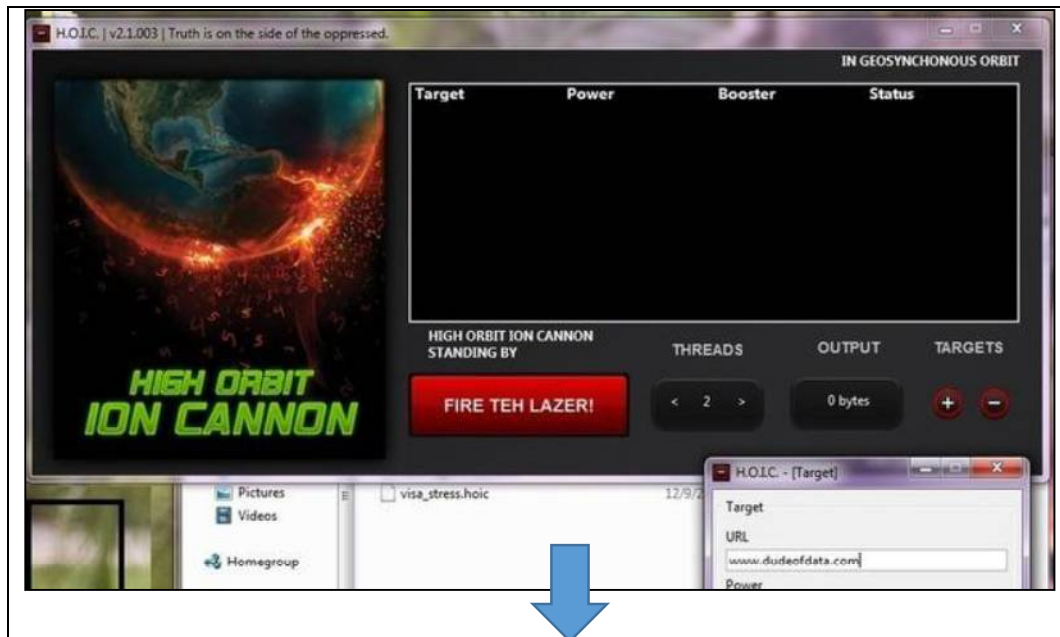 H.O.I.C. | v2.1.003 | Truth is on the side of the oppressed.
IN GEOSYNCHONOUS ORBIT
Target Power Booster Status
HIGH ORBIT
ION CANNON
HIGH ORBIT ION CANNON
STANDING BY
THREADS OUTPUT TARGETS
FIRE TEH LAZER!
< 2 >
0 bytes
+ −
H.O.I.C. - [Target]
Pictures
Videos
Homegroup
visa_stress.hoic
12/9/2
Target
URL
www.dudeofdata.com
Power